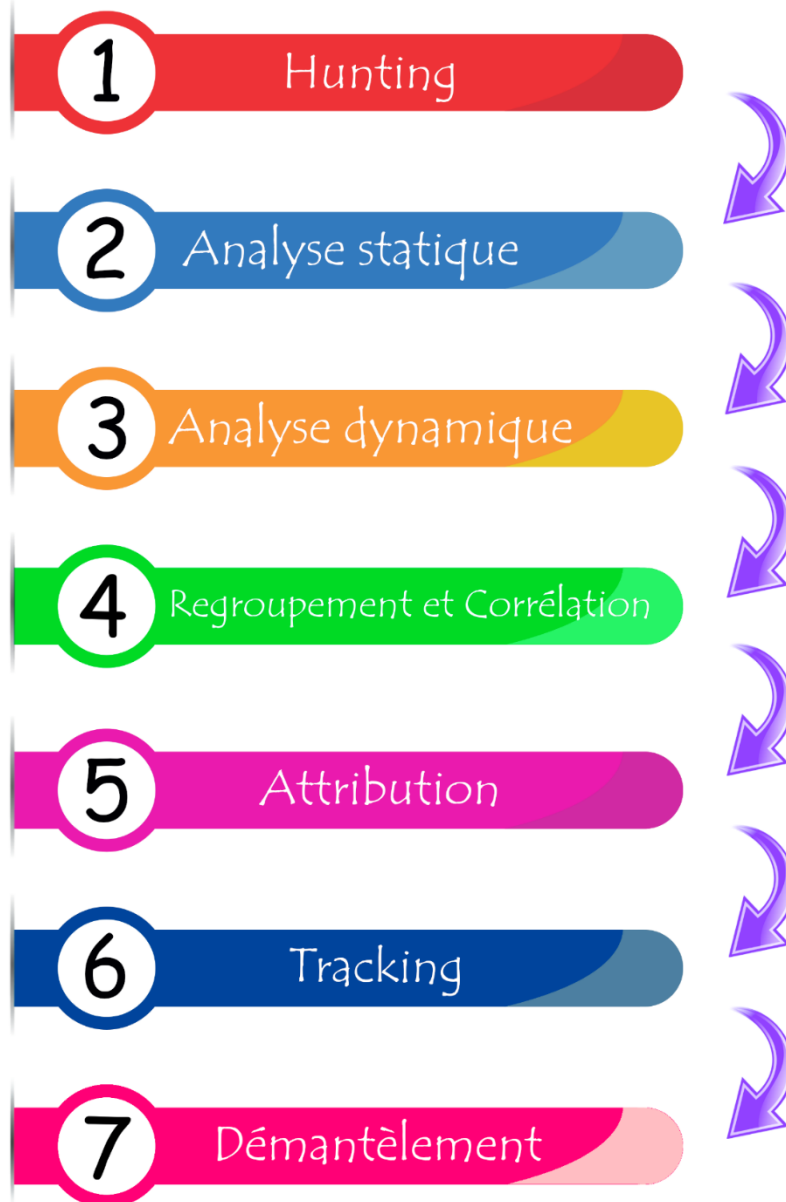 1 Hunting
2 Analyse statique
3 Analyse dynamique
4 Regroupement et Corrélation
5 Attribution
6 Tracking
7 Démantèlement